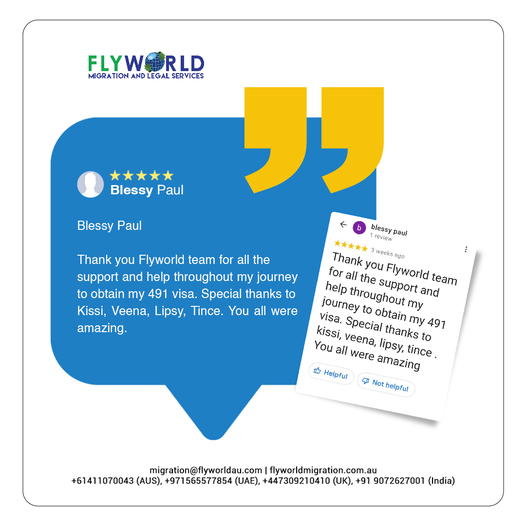 FLYWORLD
MIGRATION AND LEGAL SERVICES
Blessy Paul
Blessy Paul
Thank you Flyworld team for all the
support and help throughout my journey
to obtain my 491 visa. Special thanks to
Kissi, Veena, Lipsy, Tince. You all were
amazing.
b
blessy paul
1 review
3 weeks ago
Thank you Flyworld team
for all the support and
help throughout my
journey to obtain my 491
visa. Special thanks to
kissi, veena, lipsy, tince .
You all were amazing
Helpful
Not helpful
migration@flyworldau.com | flyworldmigration.com.au
+61411070043 (AUS), +971565577854 (UAE), +447309210410 (UK), +91 9072627001 (India)